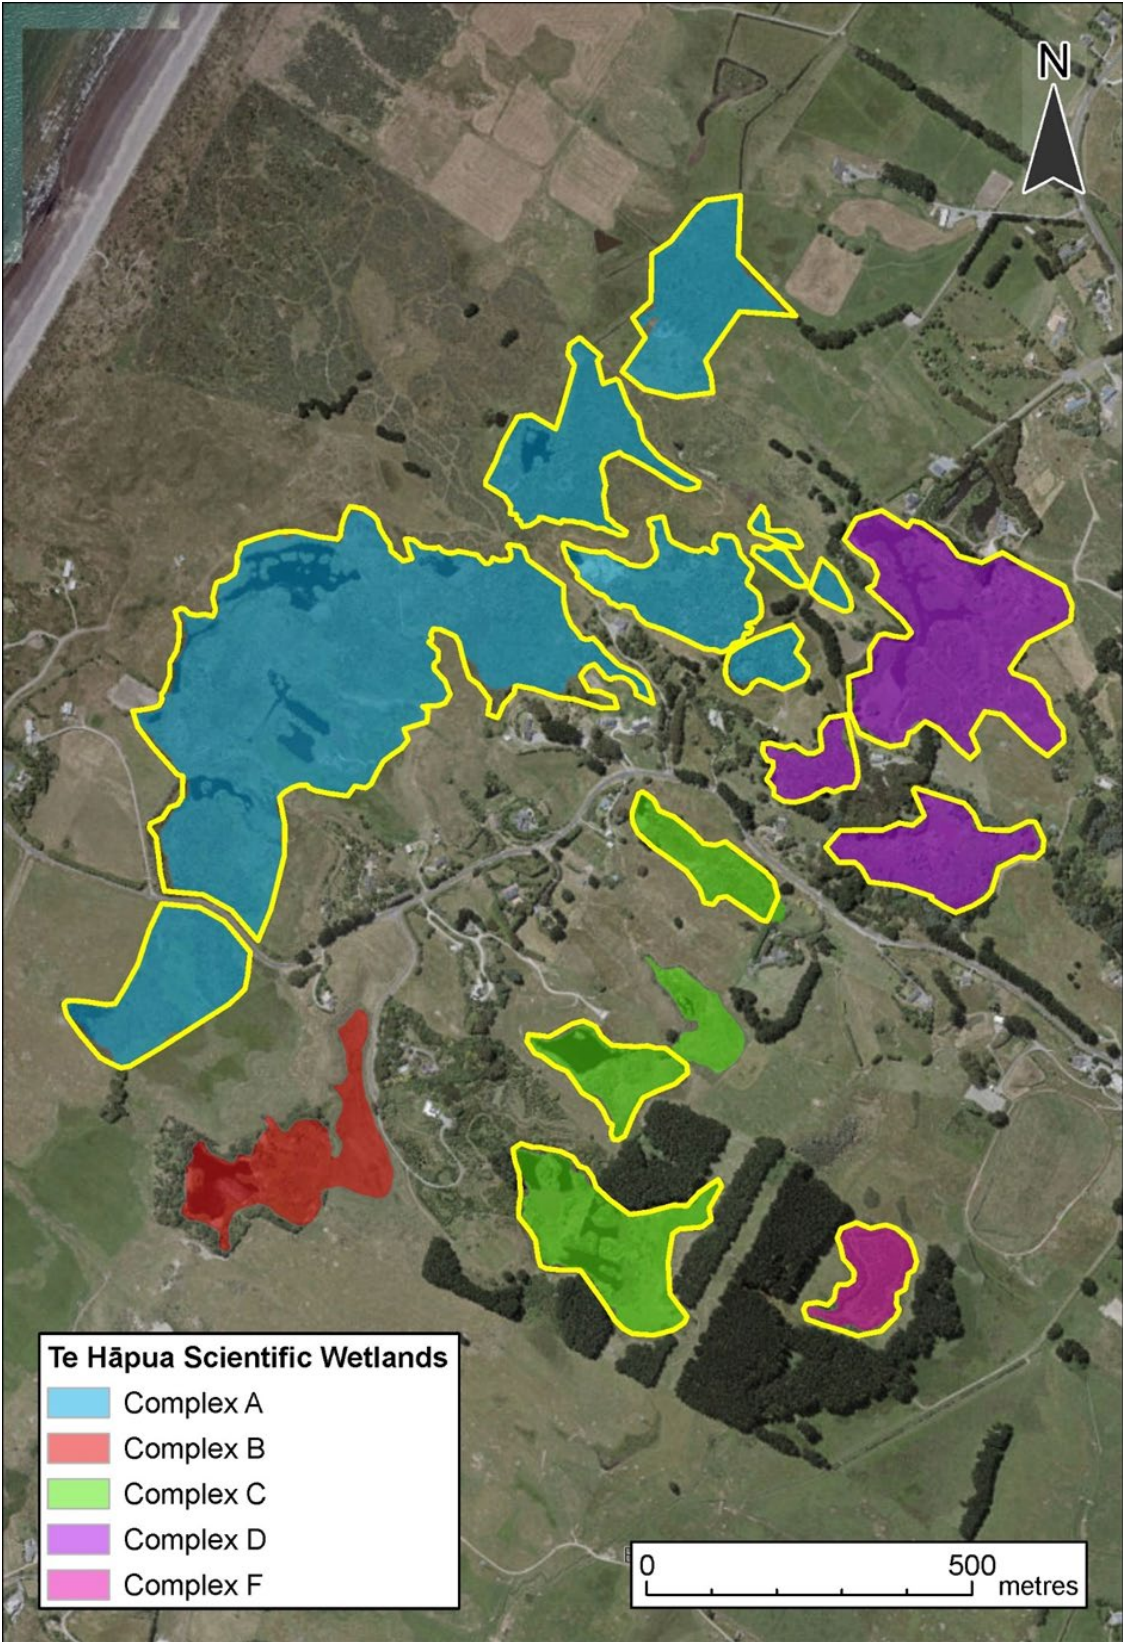 N
Te Hāpua Scientific Wetlands
Complex A
Complex B
Complex C
Complex D
Complex F
0 500
metres